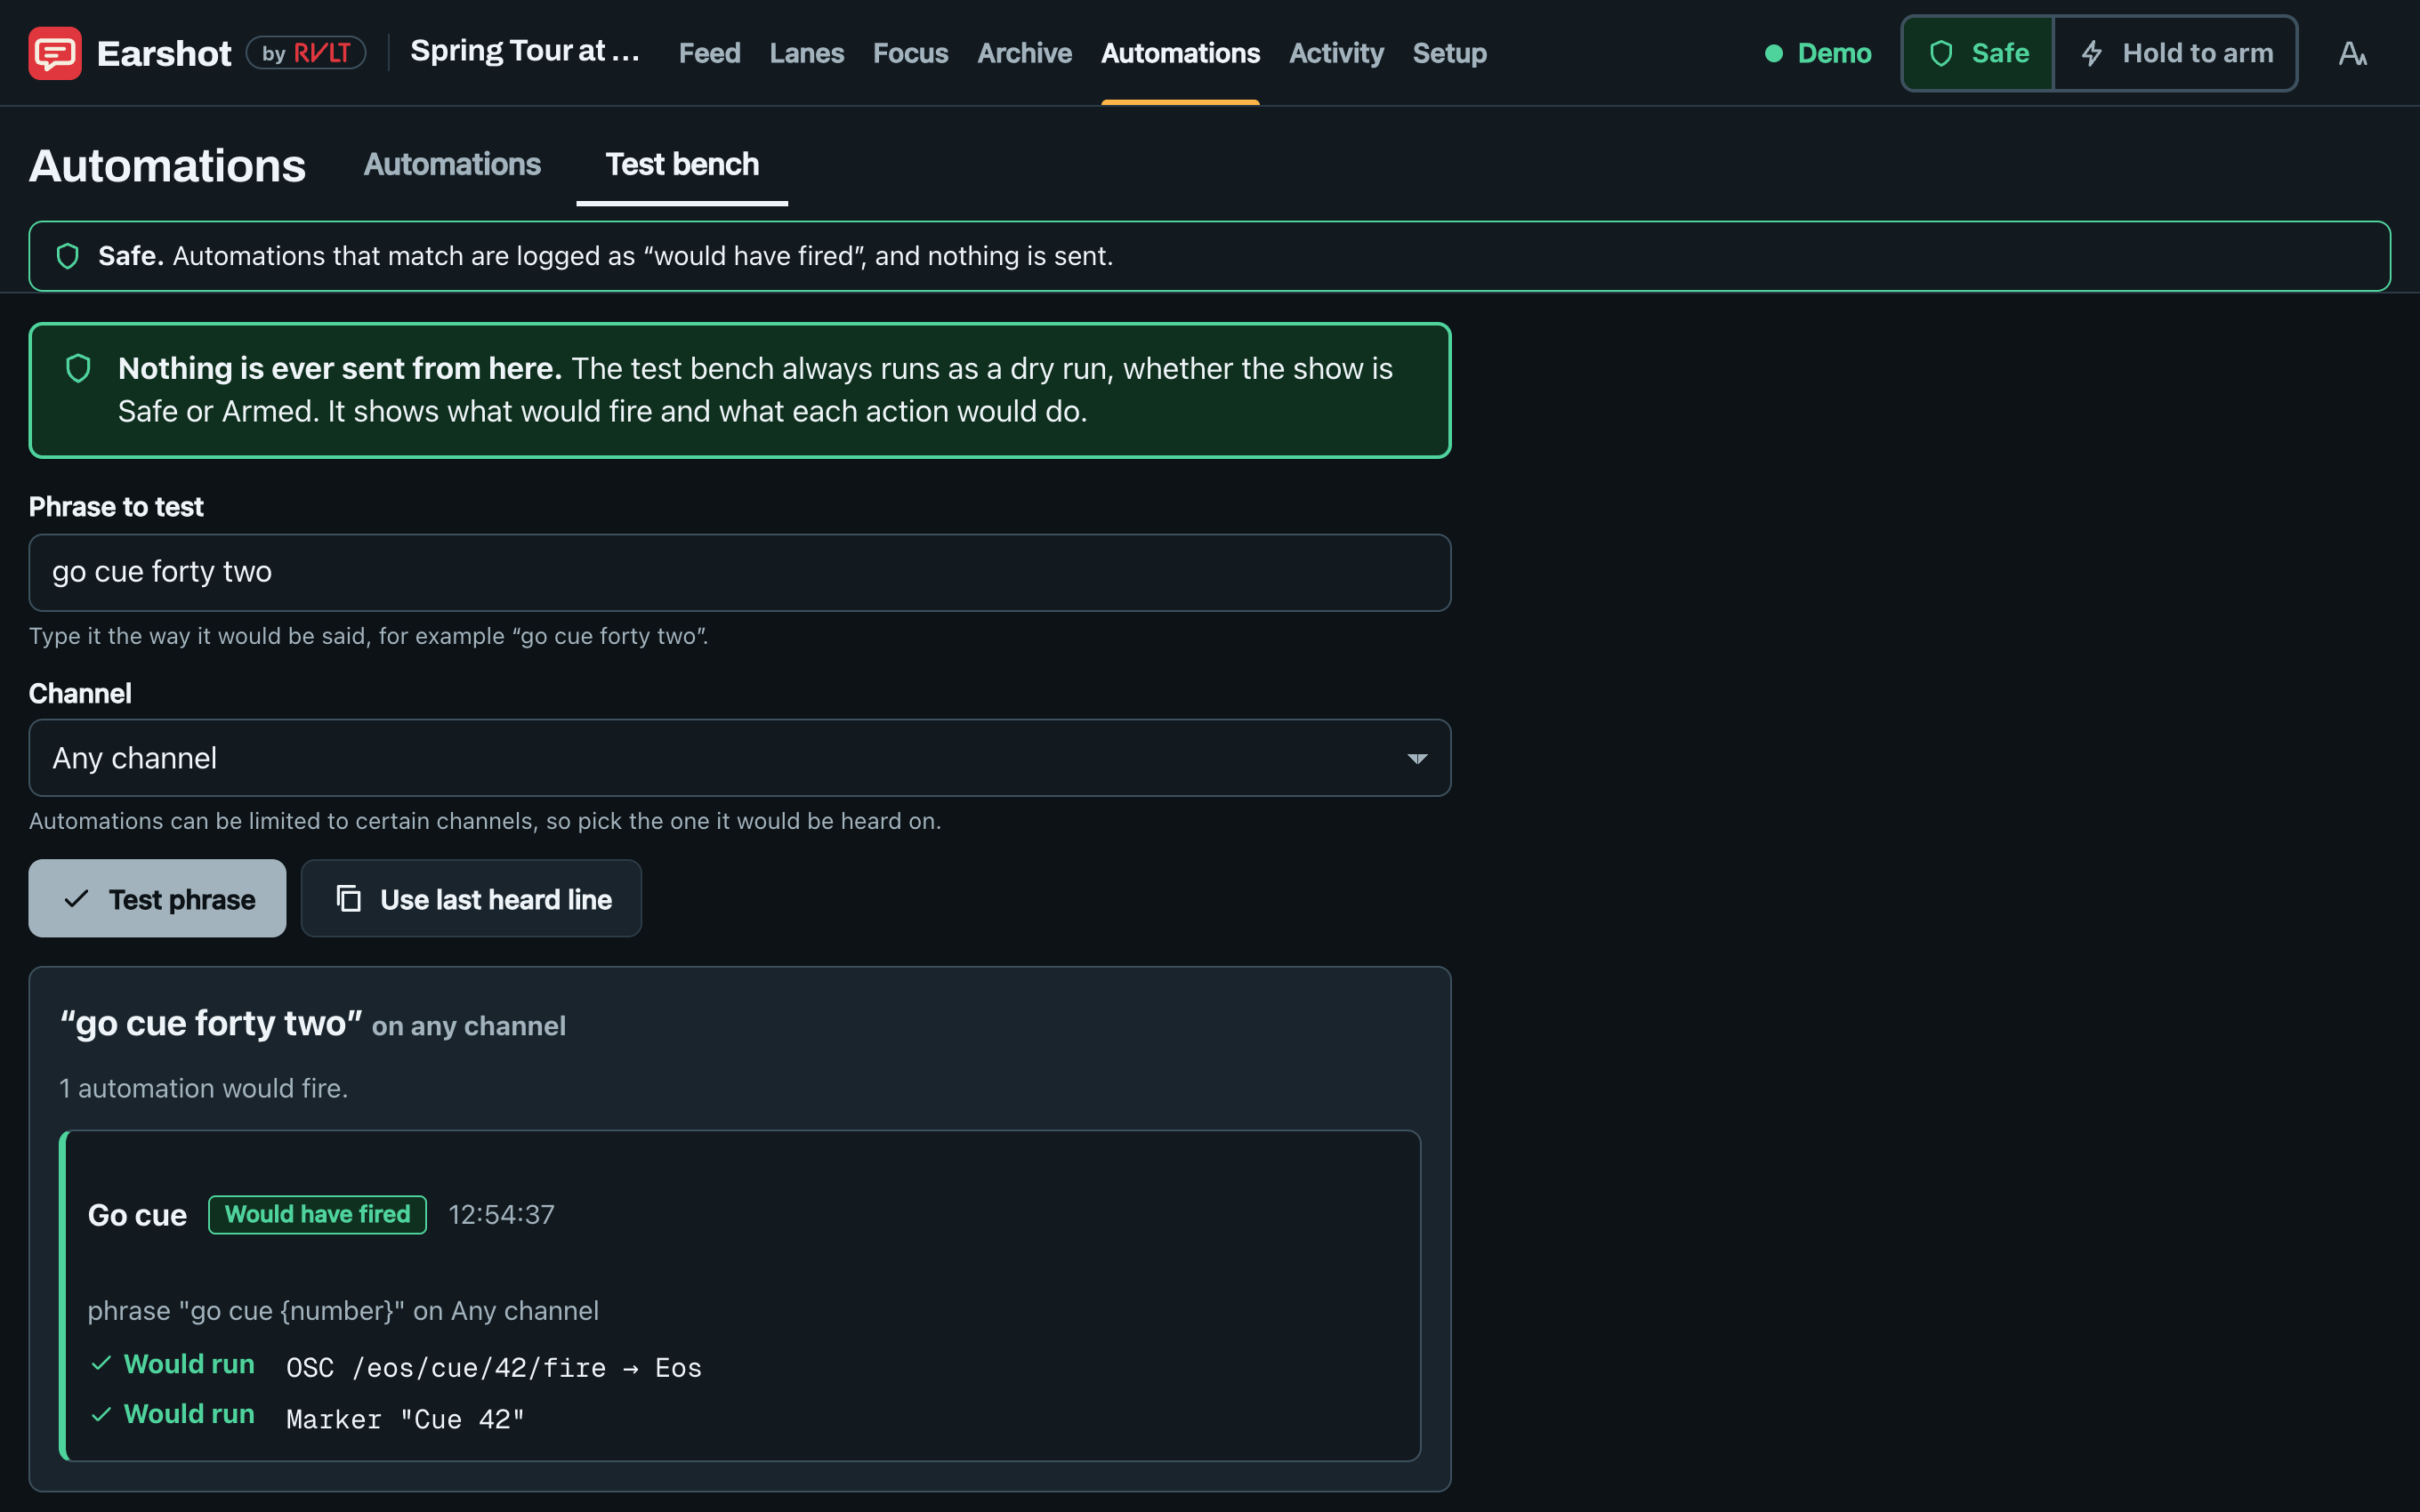 Earshot by RVLT Spring Tour at ... Feed Lanes Focus Archive Automations Activity Setup Demo Safe Hold to arm
Automations Automations Test bench
Safe. Automations that match are logged as “would have fired”, and nothing is sent.
Nothing is ever sent from here. The test bench always runs as a dry run, whether the show is
Safe or Armed. It shows what would fire and what each action would do.
Phrase to test
go cue forty two
Type it the way it would be said, for example “go cue forty two”.
Channel
Any channel
Automations can be limited to certain channels, so pick the one it would be heard on.
Test phrase Use last heard line
“go cue forty two” on any channel
1 automation would fire.
Go cue Would have fired 12:54:37
phrase "go cue {number}" on Any channel
Would run OSC /eos/cue/42/fire → Eos
Would run Marker "Cue 42"